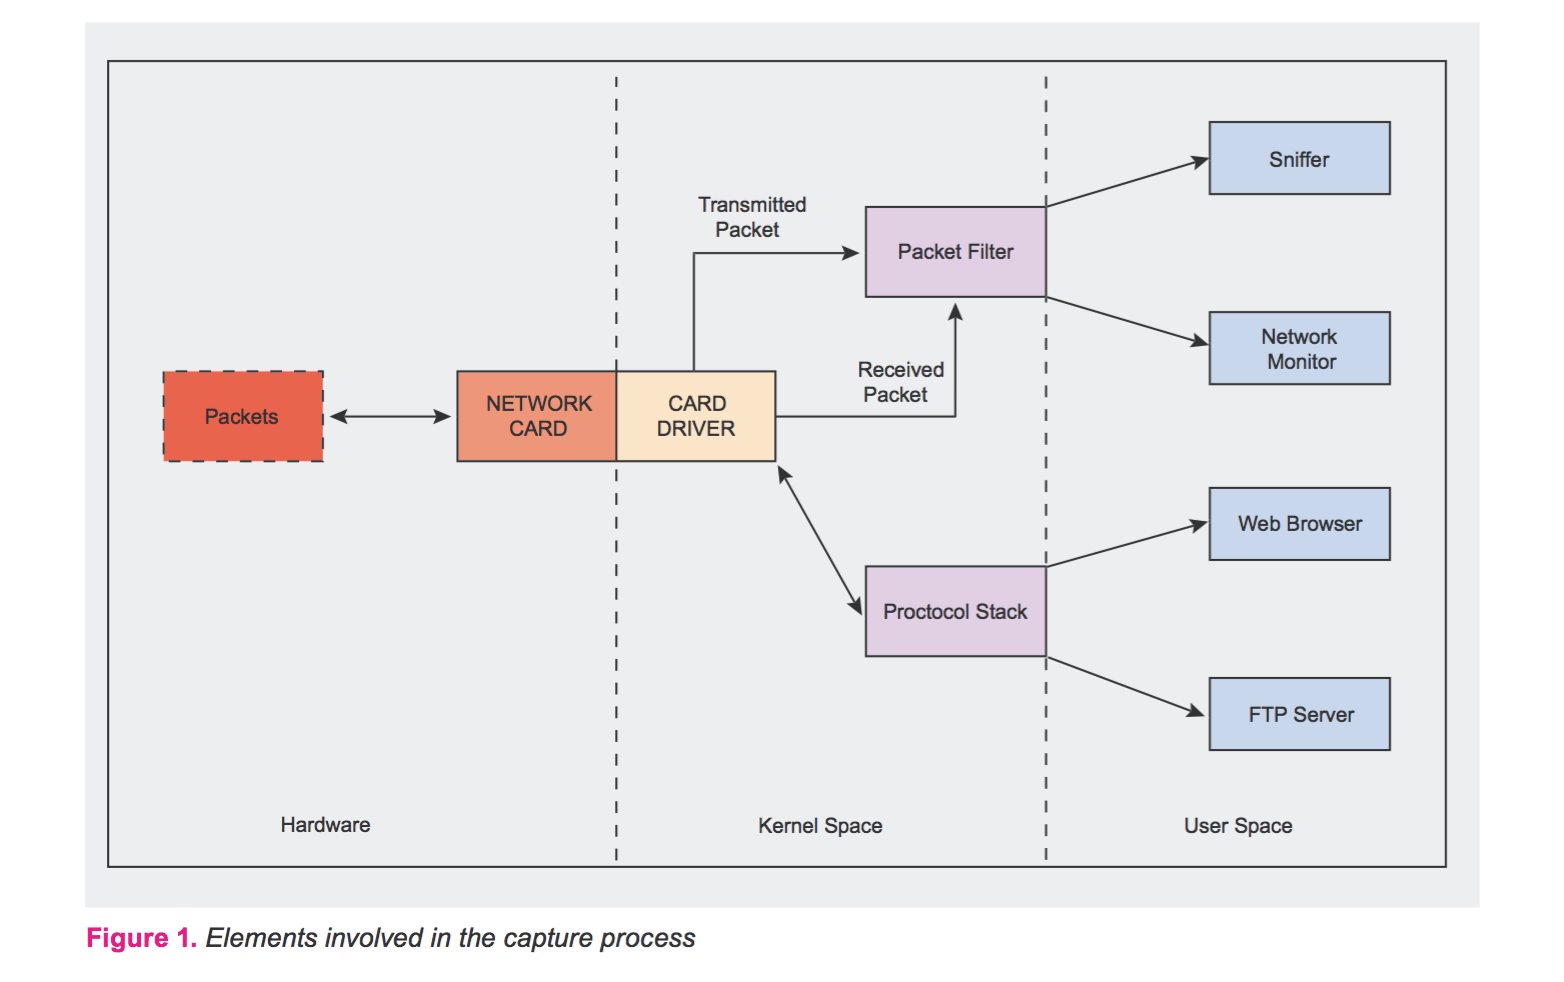 Sniffer
Transmitted
Packet
Packet Filter
Network
Monitor
Received
Packet
Packets
NETWORK
CARD
CARD
DRIVER
Web Browser
Proctocol Stack
FTP Server
Hardware
Kernel Space
User Space
Figure 1. Elements involved in the capture process